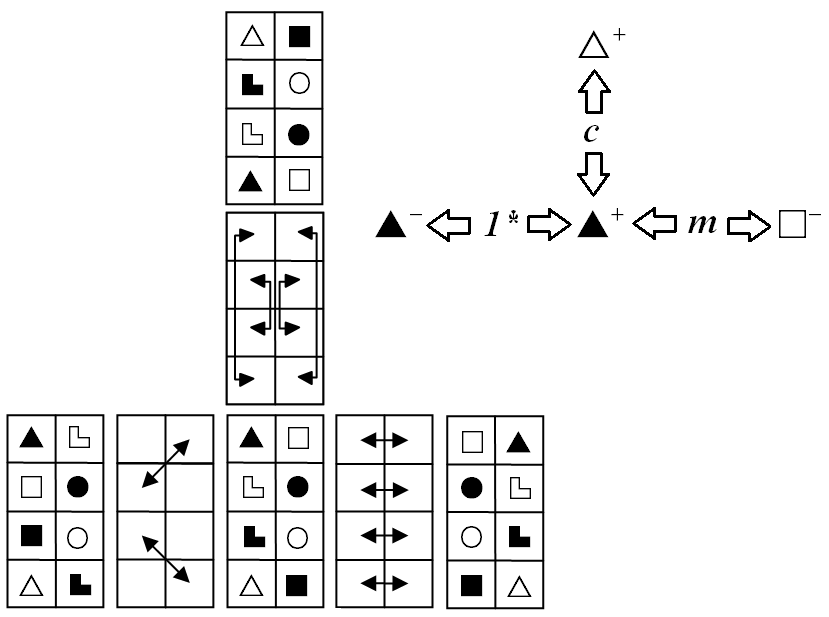 +
c
− 1* + m −